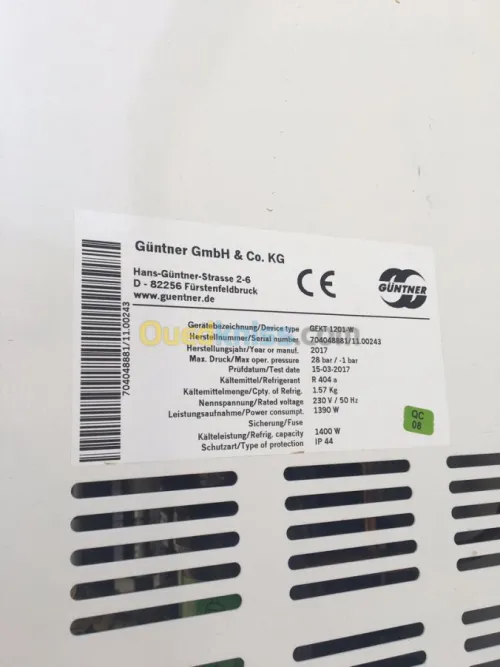 Güntner GmbH & Co. KG
Hans-Güntner-Strasse 2-6
D - 82256 Fürstenfeldbruck
www.guentner.de
CE
GÜNTNER
704048881/11.00243
Gerätebezeichnung/Device type GEKT 1201/W
Herstellnummer/Serial number 704048881/11.00243
Herstellungsjahr/Year or manuf. 2017
Max. Druck/Max oper. pressure 28 bar / -1 bar
Prüfdatum/Test date 15-03-2017
Kältemittel/Refrigerant R 404 a
Kältemittelmenge/Cpty. of Refrig. 1.57 Kg
Nennspannung/Rated voltage 230 V / 50 Hz
Leistungsaufnahme/Power consumpt. 1390 W
Sicherung/Fuse
Kälteleistung/Refrig. capacity 1400 W
Schutzart/Type of protection IP 44
QC
08
Ouedkniss.com